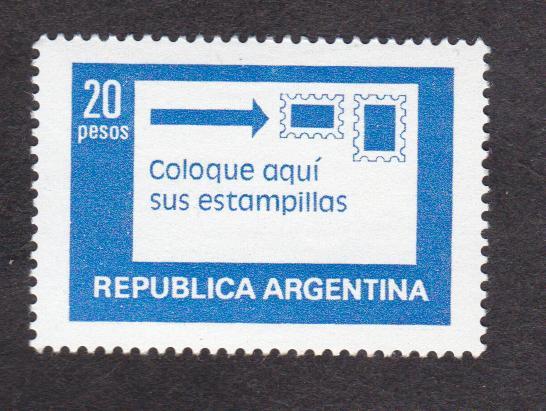 20
pesos
Coloque aquí
sus estampillas
REPUBLICA ARGENTINA